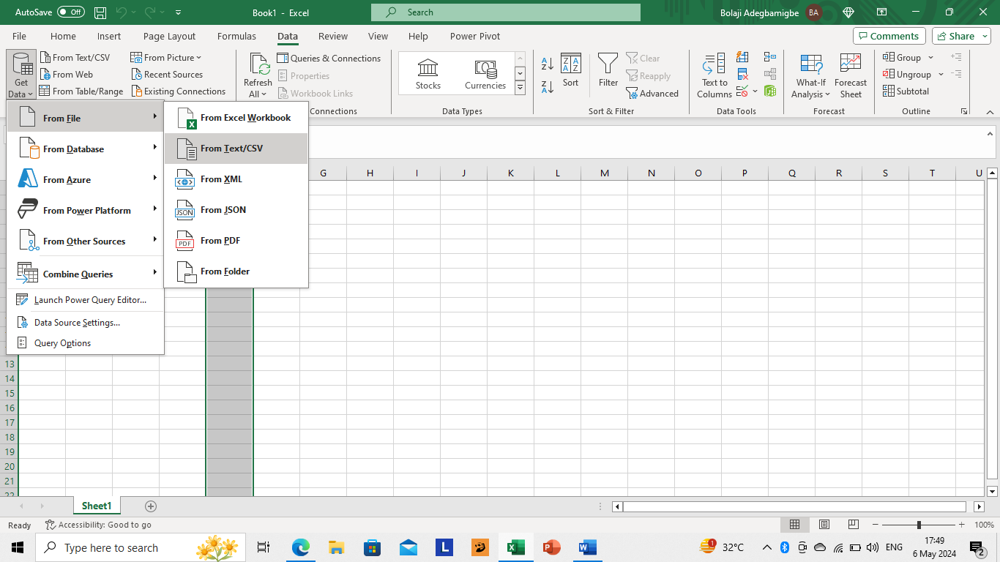 AutoSave Off Book1 - Excel Search Bolaji Adegbamigbe BA
File Home Insert Page Layout Formulas Data Review View Help Power Pivot Comments Share
Get Data
From Text/CSV
From Web
From Table/Range
From Picture
Recent Sources
Existing Connections
Refresh All
Queries & Connections
Properties
Workbook Links
Connections
Stocks
Currencies
Data Types
Sort
Filter
Clear
Reapply
Advanced
Sort & Filter
Text to Columns
Data Tools
What-If Analysis
Forecast Sheet
Forecast
Group
Ungroup
Subtotal
Outline
From File
From Database
From Azure
From Power Platform
From Other Sources
Combine Queries
Launch Power Query Editor...
Data Source Settings...
Query Options
From Excel Workbook
From Text/CSV
From XML
From JSON
From PDF
From Folder
G H I J K L M N O P Q R S T U
13
14
15
16
17
18
19
20
21
22
Sheet1
Ready Accessibility: Good to go 100%
Type here to search 1 32°C ENG 17:49
6 May 2024 2